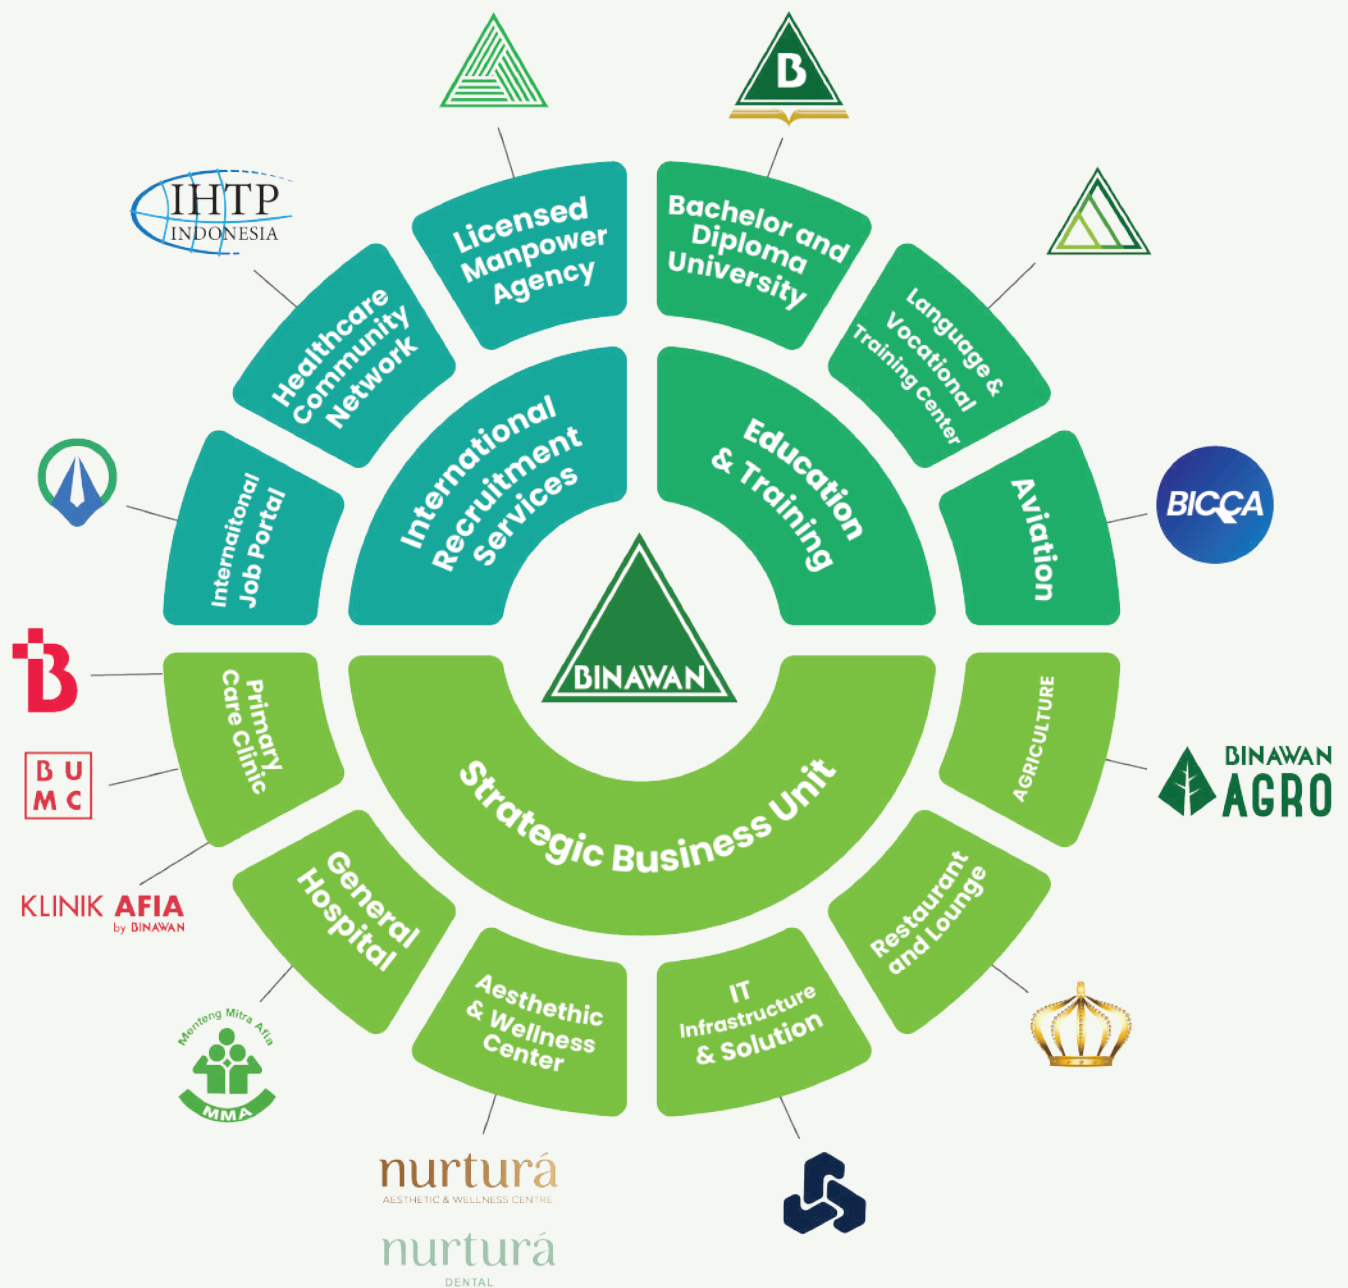 B
IHTP
INDONESIA
Licensed
Manpower
Agency
Bachelor and
Diploma
University
Healthcare
Community
Network
Language &
Vocational
Training Center
Internaitonal
Job Portal
International
Recruitment
Services
Education
& Training
Aviation
BICCA
BINAWAN
B
Primary
Care Clinic
BU
MC
KLINIK AFIA
by BINAWAN
Strategic Business Unit
AGRICULTURE
BINAWAN
AGRO
General
Hospital
Restaurant
and Lounge
Aesthethic
& Wellness
Center
IT
Infrastructure
& Solution
Menteng Mitra Afia
MMA
nurturá
AESTHETIC & WELLNESS CENTRE
nurturá
DENTAL